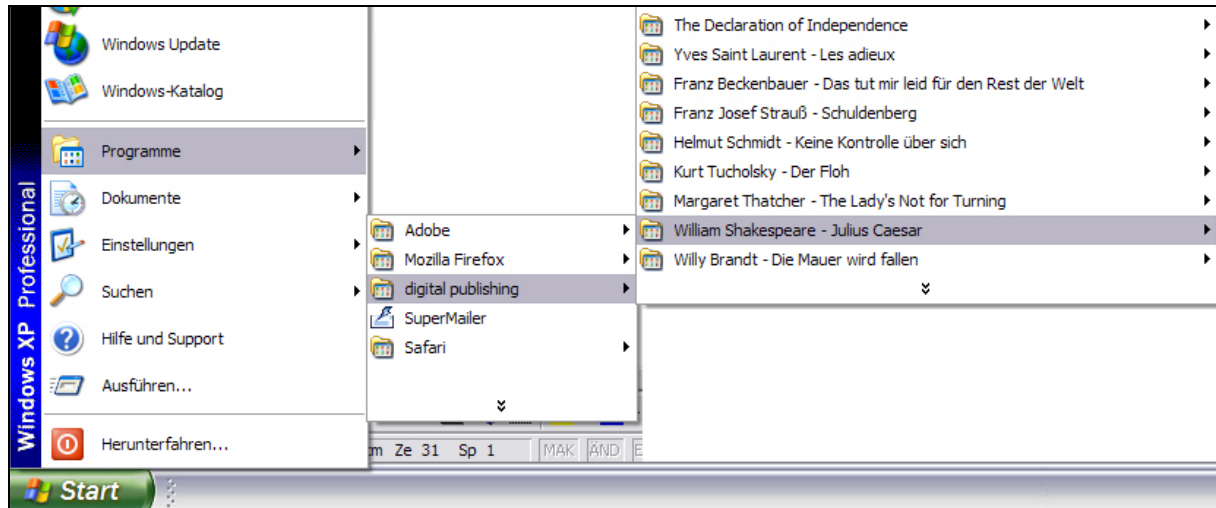 Windows XP Professional
Windows Update
Windows-Katalog
Programme
Dokumente
Einstellungen
Suchen
Hilfe und Support
Ausführen...
Herunterfahren...
Adobe
Mozilla Firefox
digital publishing
SuperMailer
Safari
The Declaration of Independence
Yves Saint Laurent - Les adieux
Franz Beckenbauer - Das tut mir leid für den Rest der Welt
Franz Josef Strauß - Schuldenberg
Helmut Schmidt - Keine Kontrolle über sich
Kurt Tucholsky - Der Floh
Margaret Thatcher - The Lady's Not for Turning
William Shakespeare - Julius Caesar
Willy Brandt - Die Mauer wird fallen
Ze 31 Sp 1 MAK ÄND
Start